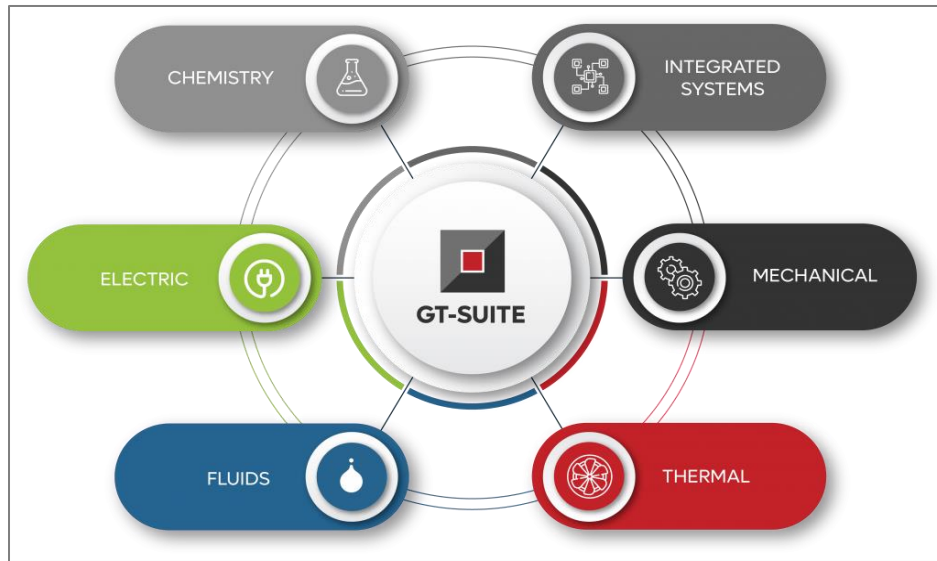 CHEMISTRY
INTEGRATED
SYSTEMS
ELECTRIC
GT-SUITE
MECHANICAL
FLUIDS
THERMAL